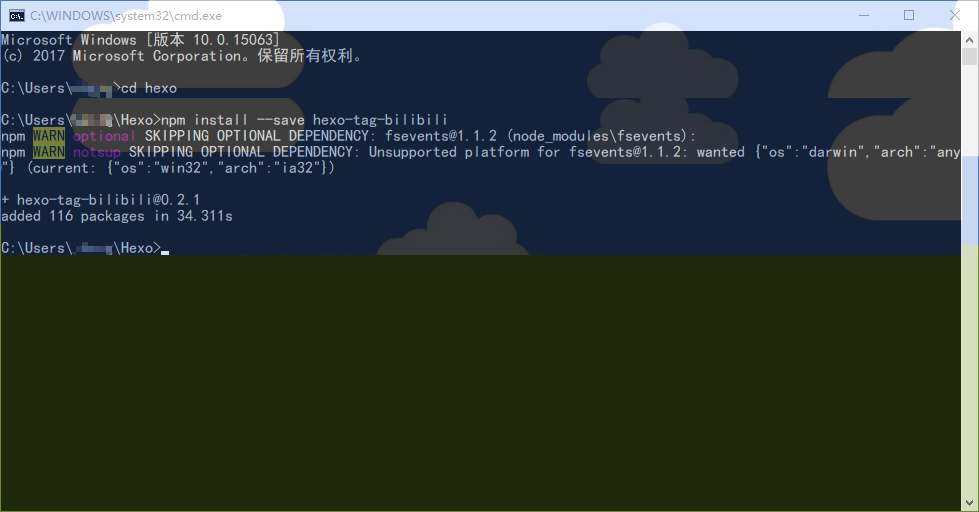 C:\WINDOWS\system32\cmd.exe
Microsoft Windows [版本 10.0.15063]
(c) 2017 Microsoft Corporation。保留所有权利。
C:\Users\ >cd hexo
C:\Users\ \Hexo>npm install --save hexo-tag-bilibili
npm WARN optional SKIPPING OPTIONAL DEPENDENCY: fsevents@1.1.2 (node_modules\fsevents):
npm WARN notsup SKIPPING OPTIONAL DEPENDENCY: Unsupported platform for fsevents@1.1.2: wanted {"os":"darwin","arch":"any
"} (current: {"os":"win32","arch":"ia32"})
+ hexo-tag-bilibili@0.2.1
added 116 packages in 34.311s
C:\Users\ \Hexo>